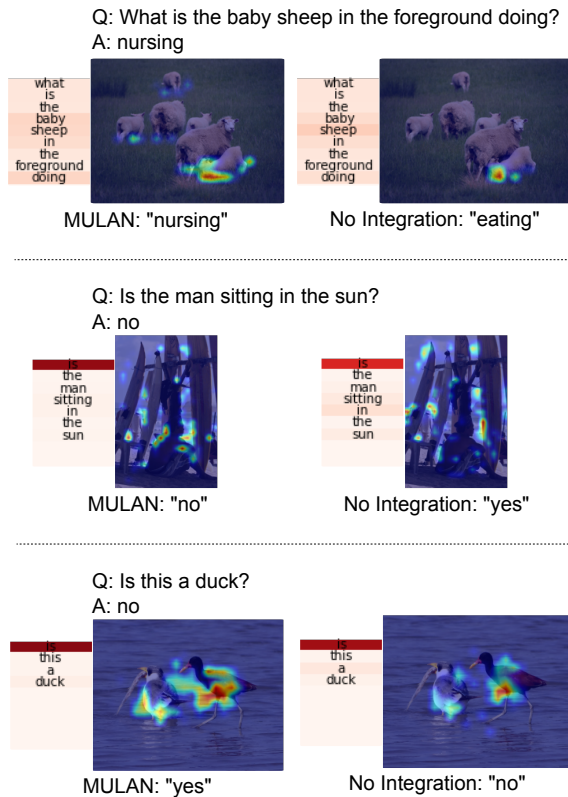 Q: What is the baby sheep in the foreground doing?
A: nursing
what
is
the
baby
sheep
in
the
foreground
doing
what
is
the
baby
sheep
in
the
foreground
doing
MULAN: "nursing"
No Integration: "eating"
Q: Is the man sitting in the sun?
A: no
is
the
man
sitting
in
the
sun
is
the
man
sitting
in
the
sun
MULAN: "no"
No Integration: "yes"
Q: Is this a duck?
A: no
is
this
a
duck
is
this
a
duck
MULAN: "yes"
No Integration: "no"